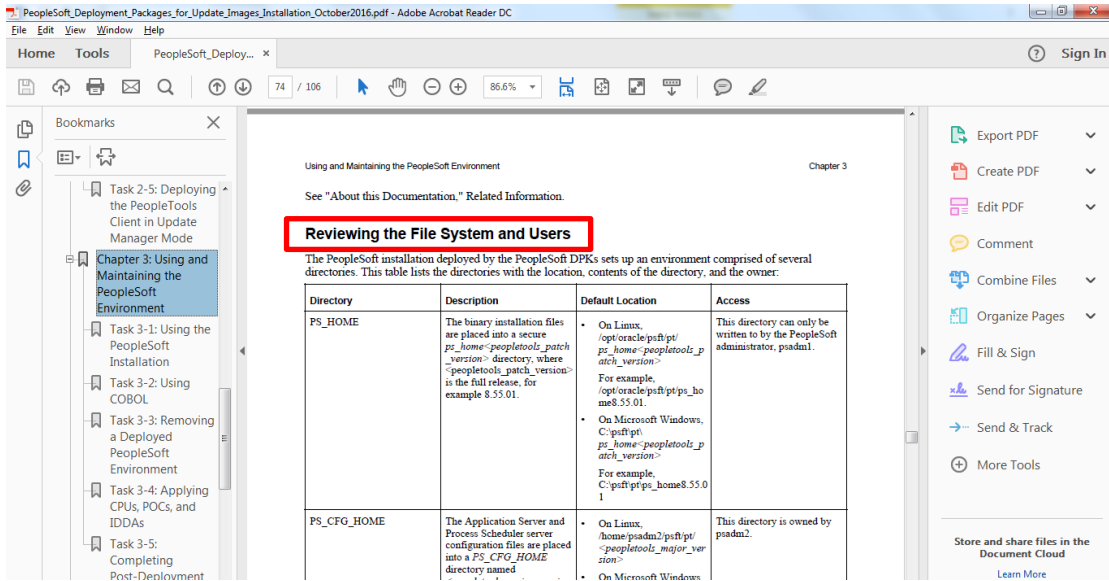 PeopleSoft_Deployment_Packages_for_Update_Images_Installation_October2016.pdf - Adobe Acrobat Reader DC
File Edit View Window Help
Home Tools PeopleSoft_Deploy... × ? Sign In
74 / 106 86.6%
Bookmarks
Task 2-5: Deploying
the PeopleTools
Client in Update
Manager Mode
Chapter 3: Using and
Maintaining the
PeopleSoft
Environment
Task 3-1: Using the
PeopleSoft
Installation
Task 3-2: Using
COBOL
Task 3-3: Removing
a Deployed
PeopleSoft
Environment
Task 3-4: Applying
CPUs, POCs, and
IDDAs
Task 3-5:
Completing
Post-Deployment
Using and Maintaining the PeopleSoft Environment Chapter 3
See "About this Documentation," Related Information.
Reviewing the File System and Users
The PeopleSoft installation deployed by the PeopleSoft DPKs sets up an environment comprised of several
directories. This table lists the directories with the location, contents of the directory, and the owner:
Directory Description Default Location Access
PS_HOME
The binary installation files
are placed into a secure
ps_home<peopletools_patch
_version> directory, where
<peopletools_patch_version>
is the full release, for
example 8.55.01.
• On Linux,
/opt/oracle/psft/pt/
ps_home<peopletools_p
atch_version>
For example,
/opt/oracle/psft/pt/ps_ho
me8.55.01.
• On Microsoft Windows,
C:\psft\pt\
ps_home<peopletools_p
atch_version>
For example,
C:\psft\pt\ps_home8.55.0
1
This directory can only be
written to by the PeopleSoft
administrator, psadm1.
PS_CFG_HOME
The Application Server and
Process Scheduler server
configuration files are placed
into a PS_CFG_HOME
directory named
• On Linux,
/home/psadm2/psft/pt/
<peopletools_major_ver
sion>
• On Microsoft Windows,
This directory is owned by
psadm2.
Export PDF
Create PDF
Edit PDF
Comment
Combine Files
Organize Pages
Fill & Sign
Send for Signature
Send & Track
More Tools
Store and share files in the
Document Cloud
Learn More